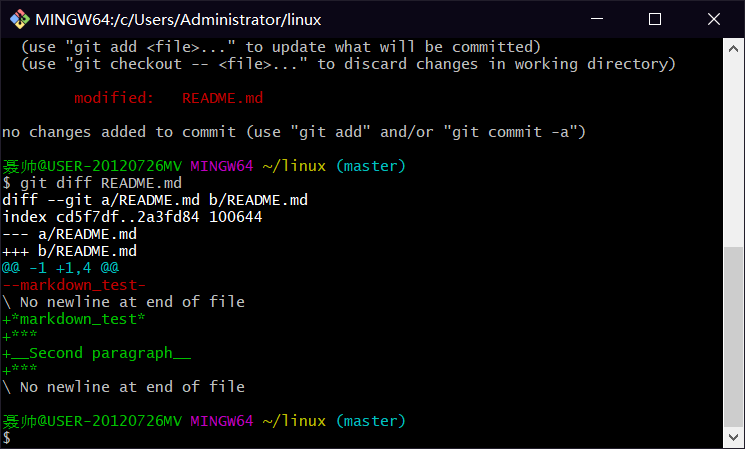 MINGW64:/c/Users/Administrator/linux
(use "git add <file>..." to update what will be committed)
(use "git checkout -- <file>..." to discard changes in working directory)
modified:   README.md
no changes added to commit (use "git add" and/or "git commit -a")
聂帅@USER-20120726MV MINGW64 ~/linux (master)
$ git diff README.md
diff --git a/README.md b/README.md
index cd5f7df..2a3fd84 100644
--- a/README.md
+++ b/README.md
@@ -1 +1,4 @@
--markdown_test-
\ No newline at end of file
+*markdown_test*
+***
+__Second paragraph__
+***
\ No newline at end of file
聂帅@USER-20120726MV MINGW64 ~/linux (master)
$